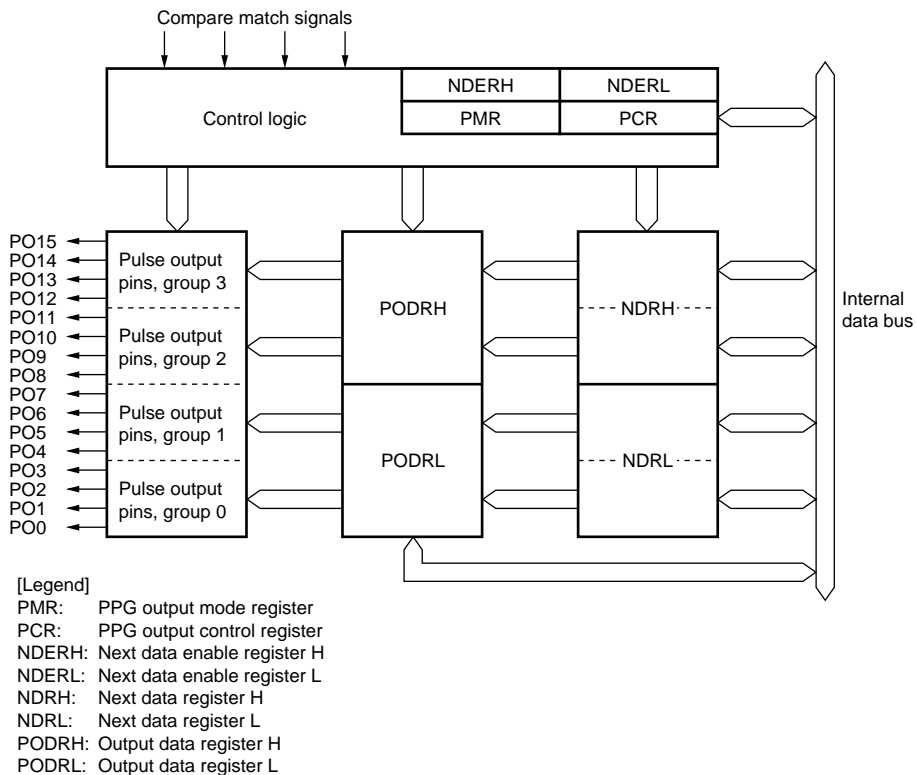 Compare match signals
NDERH NDERL
Control logic PMR PCR
PO15
PO14
PO13
PO12
PO11
PO10
PO9
PO8
PO7
PO6
PO5
PO4
PO3
PO2
PO1
PO0
Pulse output
pins, group 3
Pulse output
pins, group 2
Pulse output
pins, group 1
Pulse output
pins, group 0
PODRH
PODRL
NDRH
NDRL
Internal
data bus
[Legend]
PMR: PPG output mode register
PCR: PPG output control register
NDERH: Next data enable register H
NDERL: Next data enable register L
NDRH: Next data register H
NDRL: Next data register L
PODRH: Output data register H
PODRL: Output data register L